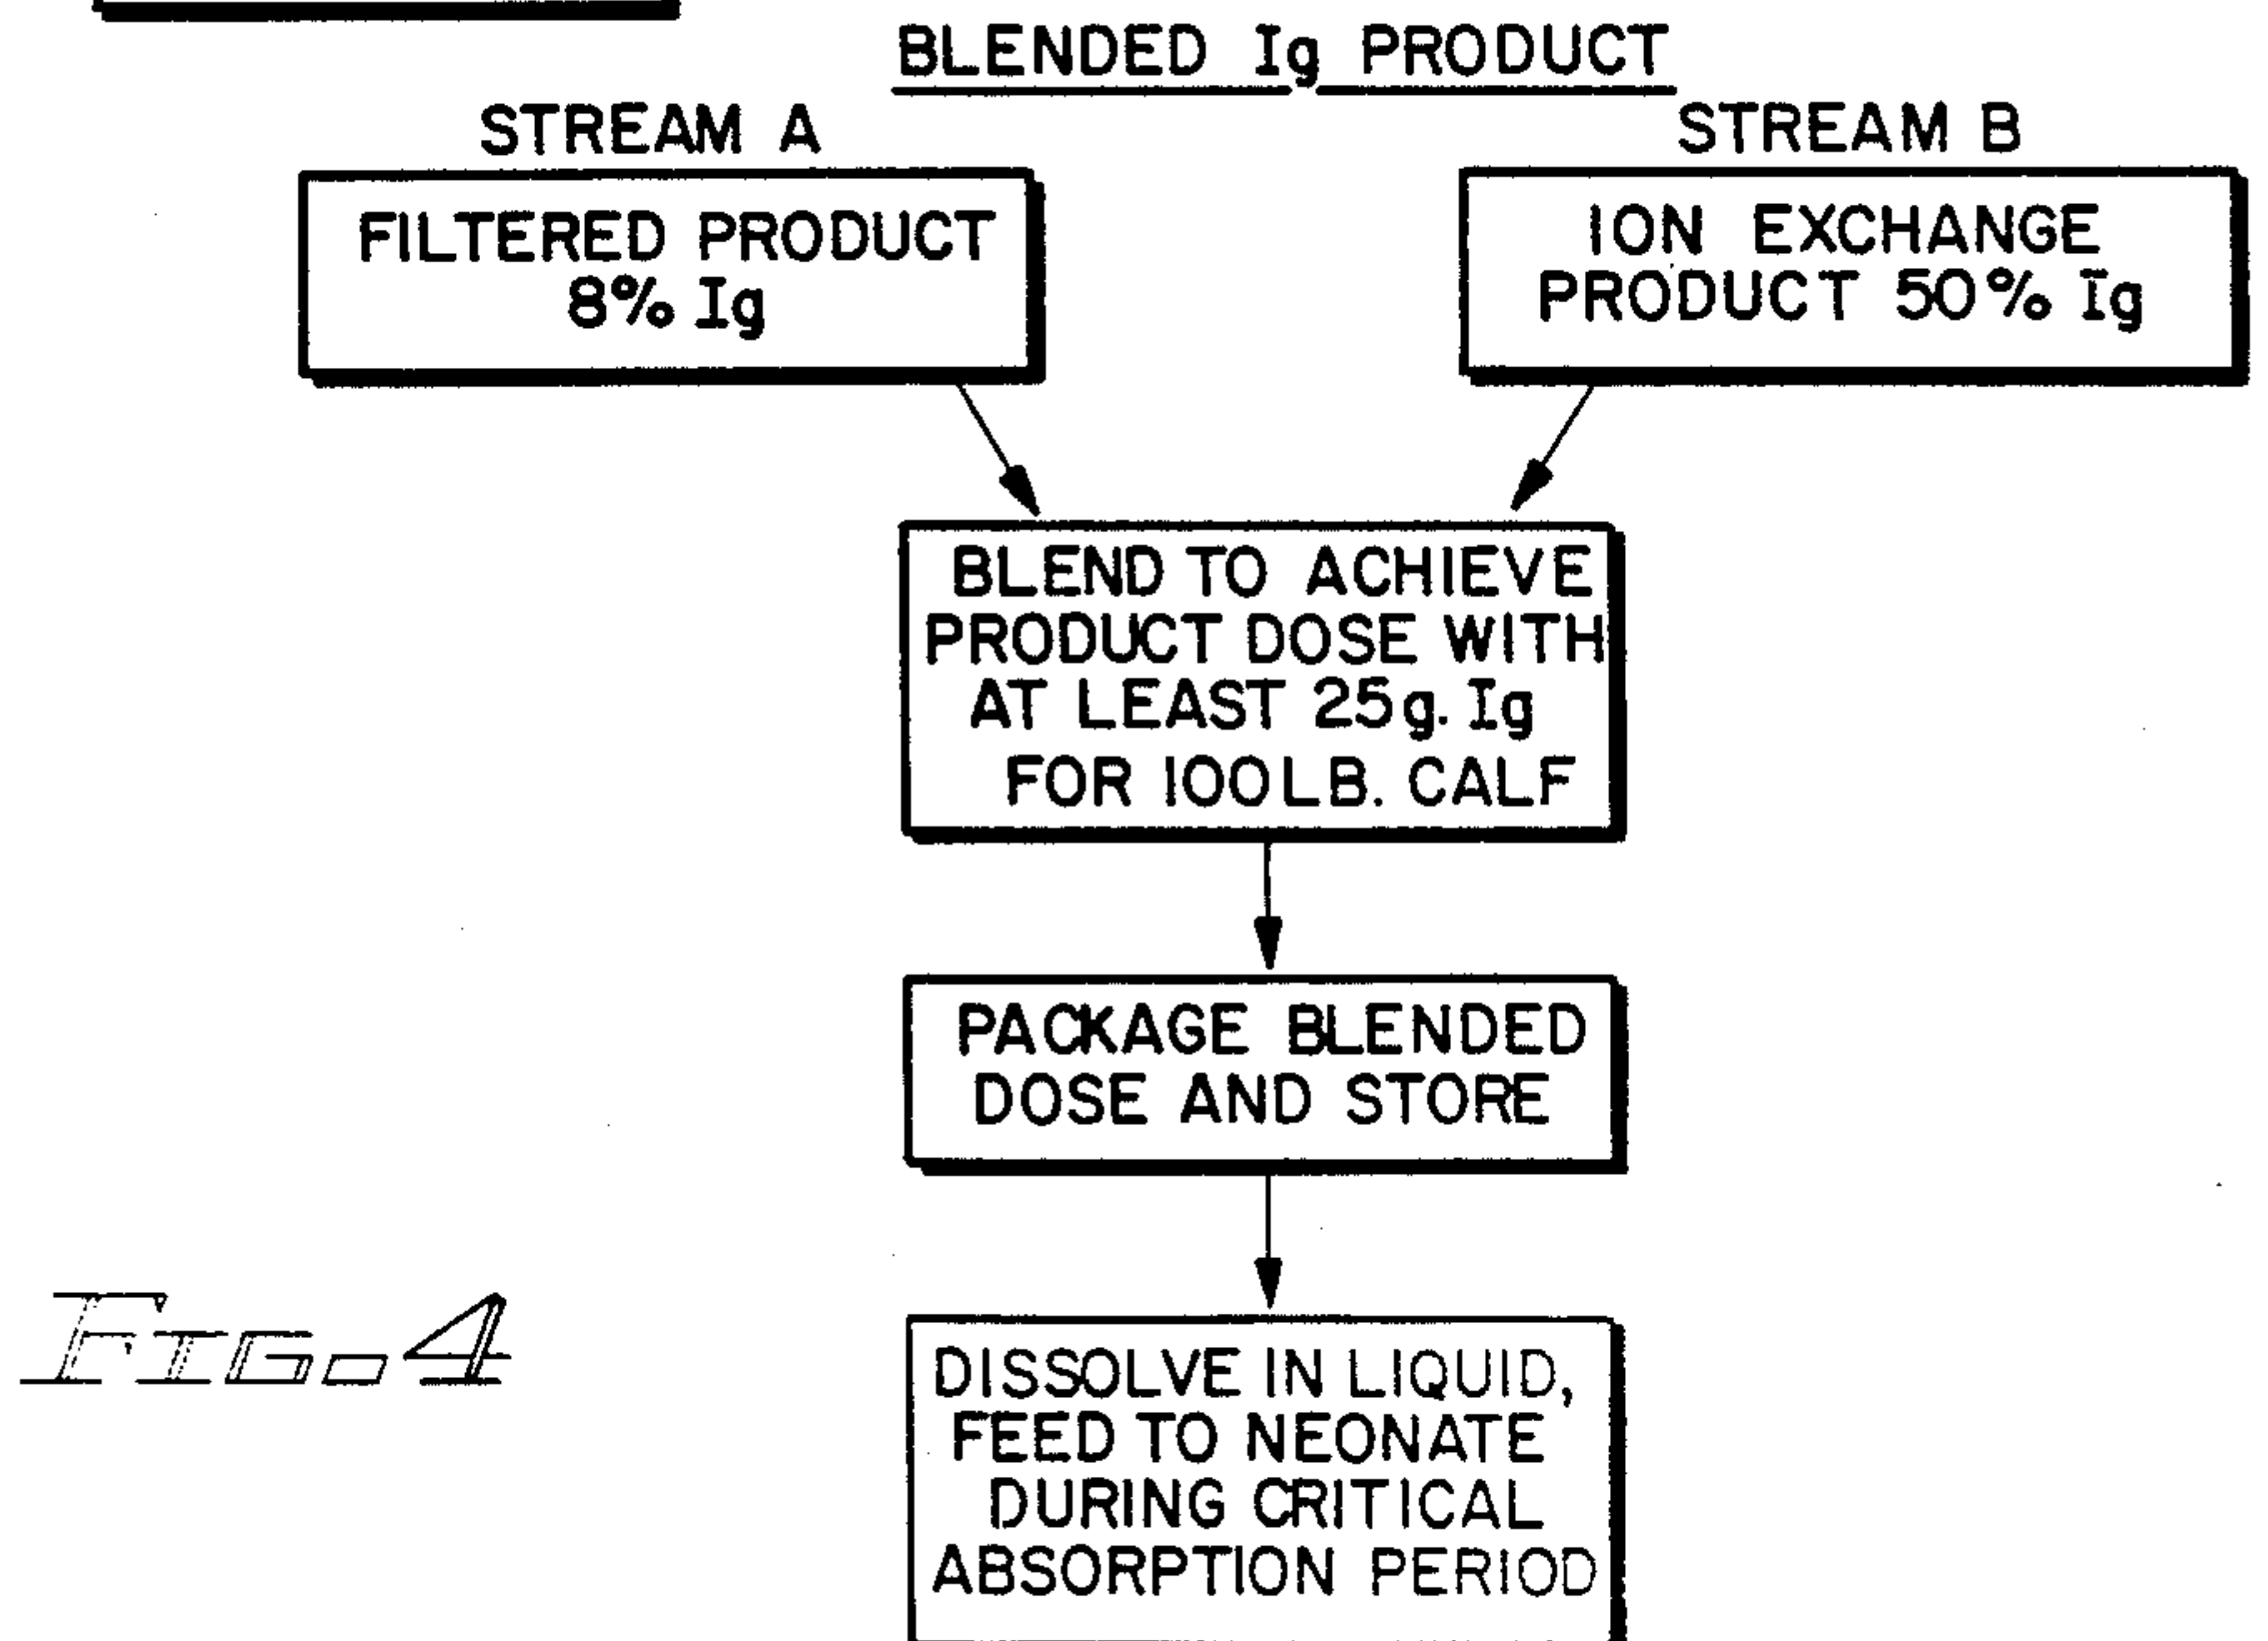 BLENDED Ig PRODUCT
STREAM A
FILTERED PRODUCT
8% Ig
STREAM B
ION EXCHANGE
PRODUCT 50% Ig
BLEND TO ACHIEVE
PRODUCT DOSE WITH
AT LEAST 25g. Ig
FOR 100 LB. CALF
PACKAGE BLENDED
DOSE AND STORE
DISSOLVE IN LIQUID,
FEED TO NEONATE
DURING CRITICAL
ABSORPTION PERIOD
FIG. 4